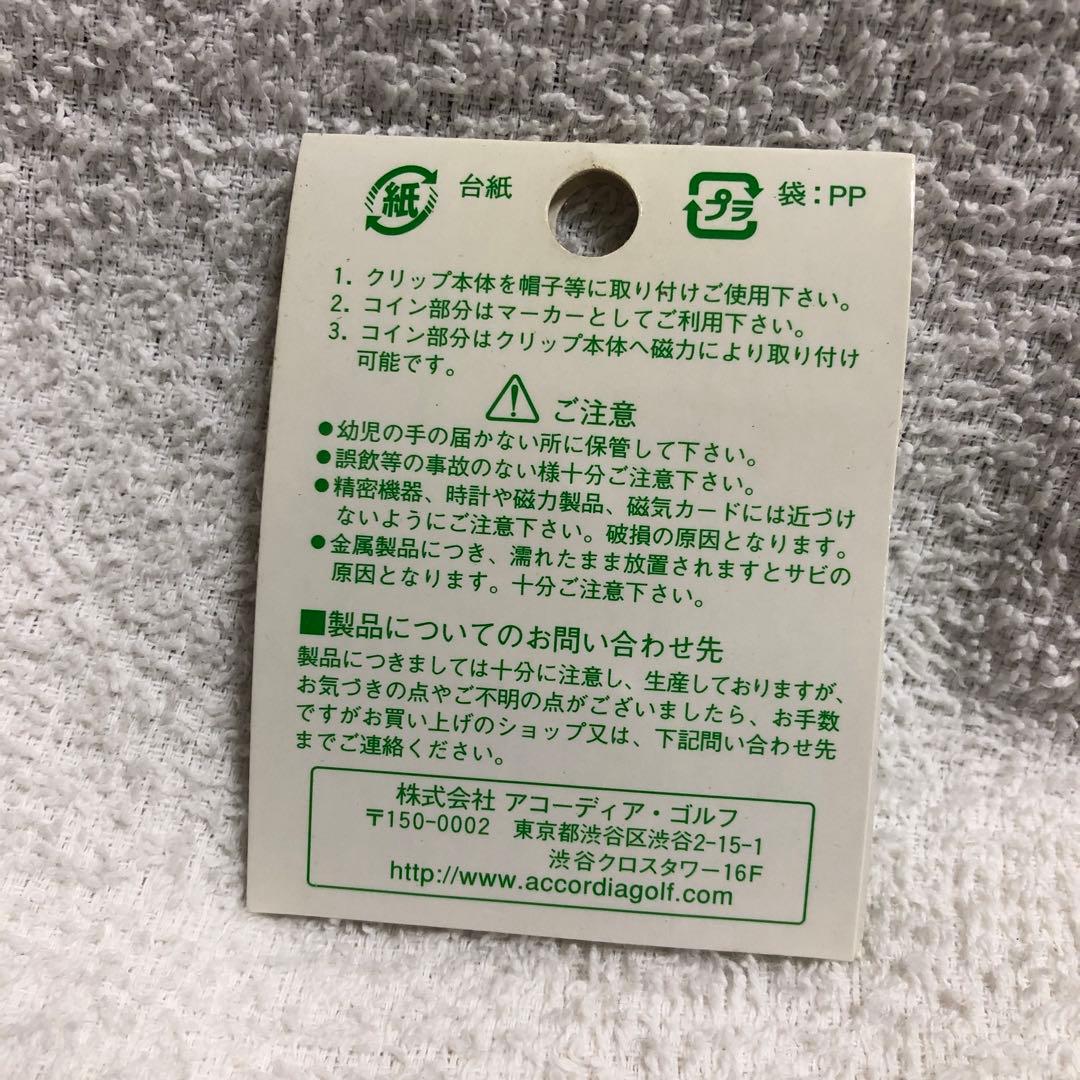 紙 台紙 プラ 袋：PP
1. クリップ本体を帽子等に取り付けご使用下さい。
2. コイン部分はマーカーとしてご利用下さい。
3. コイン部分はクリップ本体へ磁力により取り付け
可能です。
ご注意
●幼児の手の届かない所に保管して下さい。
●誤飲等の事故のない様十分ご注意下さい。
●精密機器、時計や磁力製品、磁気カードには近づけ
ないようにご注意下さい。破損の原因となります。
●金属製品につき、濡れたまま放置されますとサビの
原因となります。十分ご注意下さい。
■製品についてのお問い合わせ先
製品につきましては十分に注意し、生産しておりますが、
お気づきの点やご不明の点がございましたら、お手数
ですがお買い上げのショップ又は、下記問い合わせ先
までご連絡ください。
株式会社 アコーディア・ゴルフ
〒150-0002 東京都渋谷区渋谷2-15-1
渋谷クロスタワー16F
http://www.accordiagolf.com